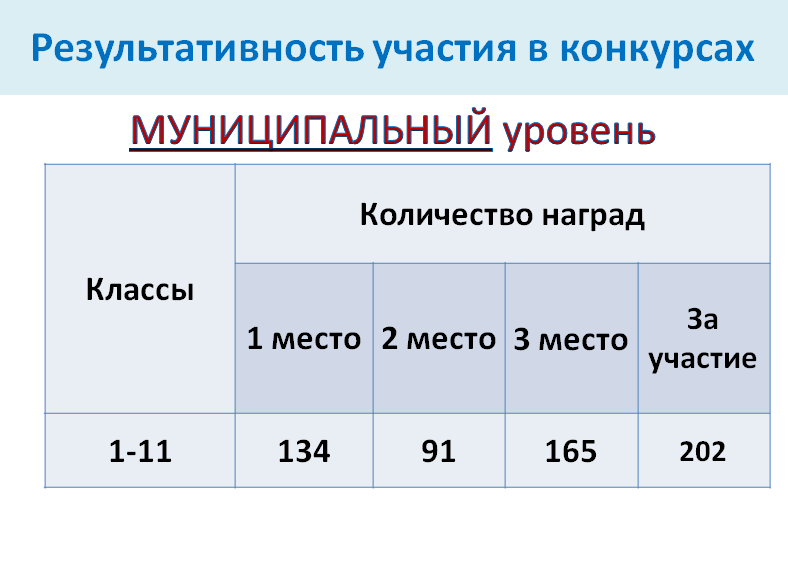 Результативность участия в конкурсах
МУНИЦИПАЛЬНЫЙ уровень
Классы
Количество наград
1 место
2 место
3 место
За
участие
1-11
134
91
165
202